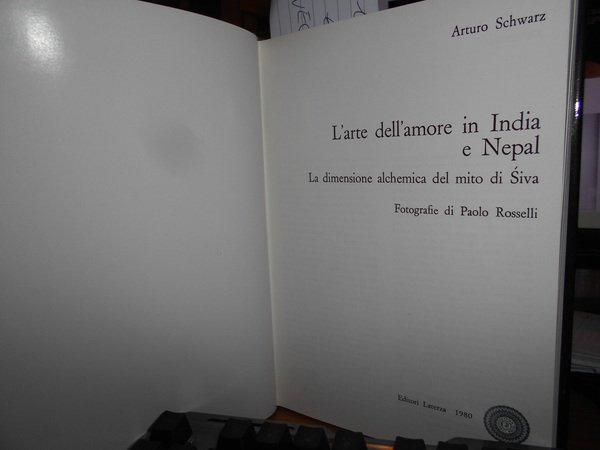 Arturo Schwarz
L'arte dell'amore in India
e Nepal
La dimensione alchemica del mito di Śiva
Fotografie di Paolo Rosselli
Editori Laterza 1980